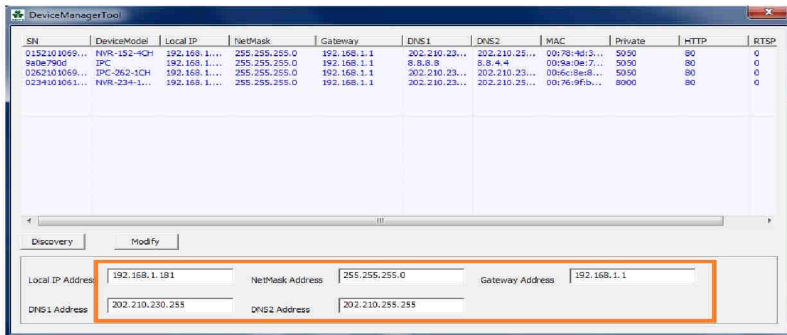 DeviceManagerTool
SN DeviceModel Local IP NetMask Gateway DNS1 DNS2 MAC Private HTTP RTSP
0152101069... NVR-152-4CH 192.168.1.... 255.255.255.0 192.168.1.1 202.210.23... 202.210.25... 00:78:4d:3... 5050 80 0
9a0e790d IPC 192.168.1.... 255.255.255.0 192.168.1.1 8.8.8.8 8.8.4.4 00:9a:0e:7... 5050 80 0
0262101069... IPC-262-1CH 192.168.1.... 255.255.255.0 192.168.1.1 202.210.23... 202.210.25... 00:6c:8e:8... 5050 80 0
0234101061... NVR-234-1... 192.168.1.... 255.255.255.0 192.168.1.1 202.210.23... 202.210.25... 00:76:9f:b... 8000 80 0
Discovery Modify
Local IP Address 192.168.1.181 NetMask Address 255.255.255.0 Gateway Address 192.168.1.1
DNS1 Address 202.210.230.255 DNS2 Address 202.210.255.255